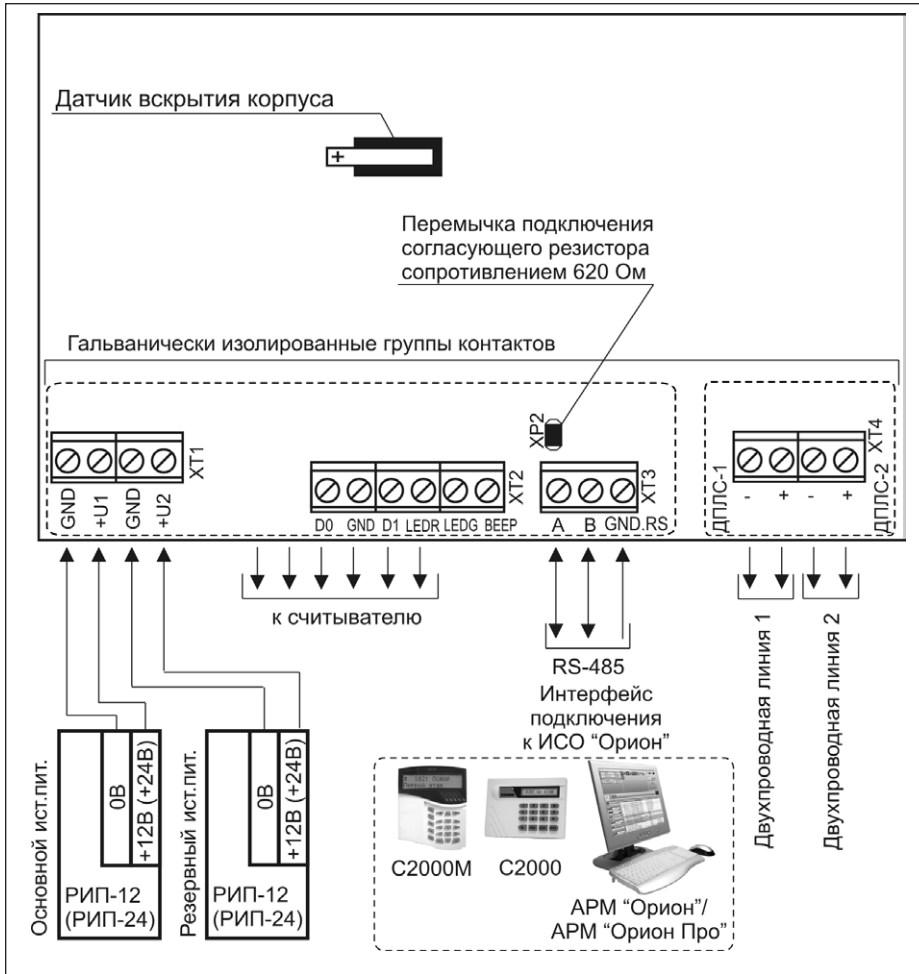 Датчик вскрытия корпуса
+
Перемычка подключения
согласующего резистора
сопротивлением 620 Ом
Гальванически изолированные группы контактов
XT1
GND
+U1
GND
+U2
XT2
D0 GND D1 LEDR LEDG BEEP
XP2
XT3
A B GND.RS
ДПЛС-1
- + - +
XT4
ДПЛС-2
к считывателю
RS-485
Интерфейс
подключения
к ИСО “Орион”
Двухпроводная линия 1
Двухпроводная линия 2
Основной ист.пит.
0В
+12В (+24В)
РИП-12
(РИП-24)
Резервный ист.пит.
0В
+12В (+24В)
РИП-12
(РИП-24)
С2000М
С2000
АРМ “Орион”/
АРМ “Орион Про”